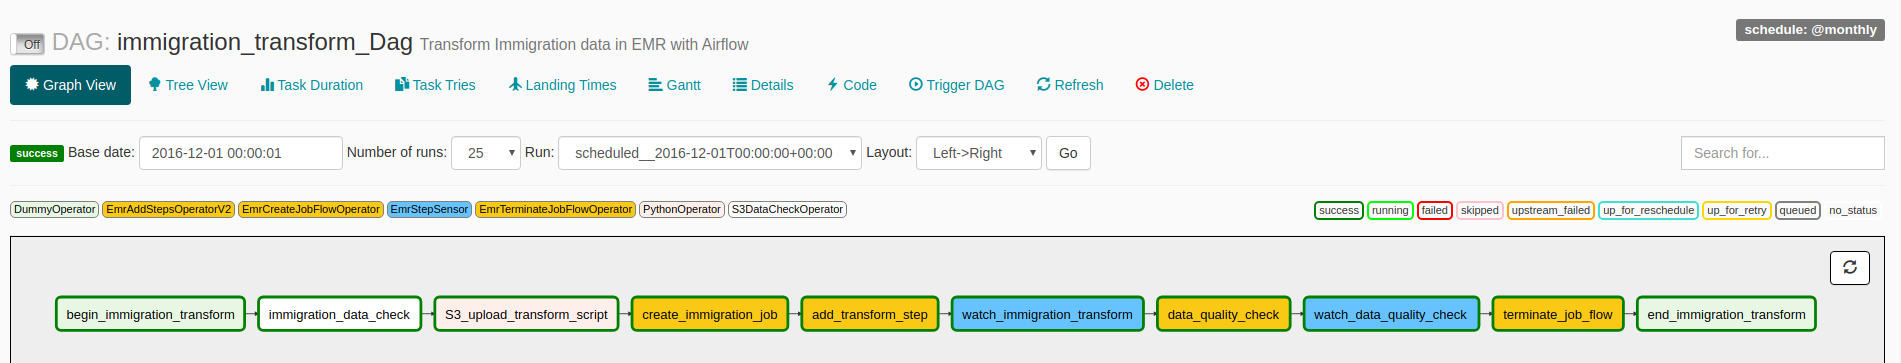 schedule: @monthly
Off DAG: immigration_transform_Dag Transform Immigration data in EMR with Airflow
Graph View Tree View Task Duration Task Tries Landing Times Gantt Details Code Trigger DAG Refresh Delete
success Base date: 2016-12-01 00:00:01 Number of runs: 25 Run: scheduled__2016-12-01T00:00:00+00:00 Layout: Left->Right Go Search for...
DummyOperator EmrAddStepsOperatorV2 EmrCreateJobFlowOperator EmrStepSensor EmrTerminateJobFlowOperator PythonOperator S3DataCheckOperator success running failed skipped upstream_failed up_for_reschedule up_for_retry queued no_status
begin_immigration_transform immigration_data_check S3_upload_transform_script create_immigration_job add_transform_step watch_immigration_transform data_quality_check watch_data_quality_check terminate_job_flow end_immigration_transform